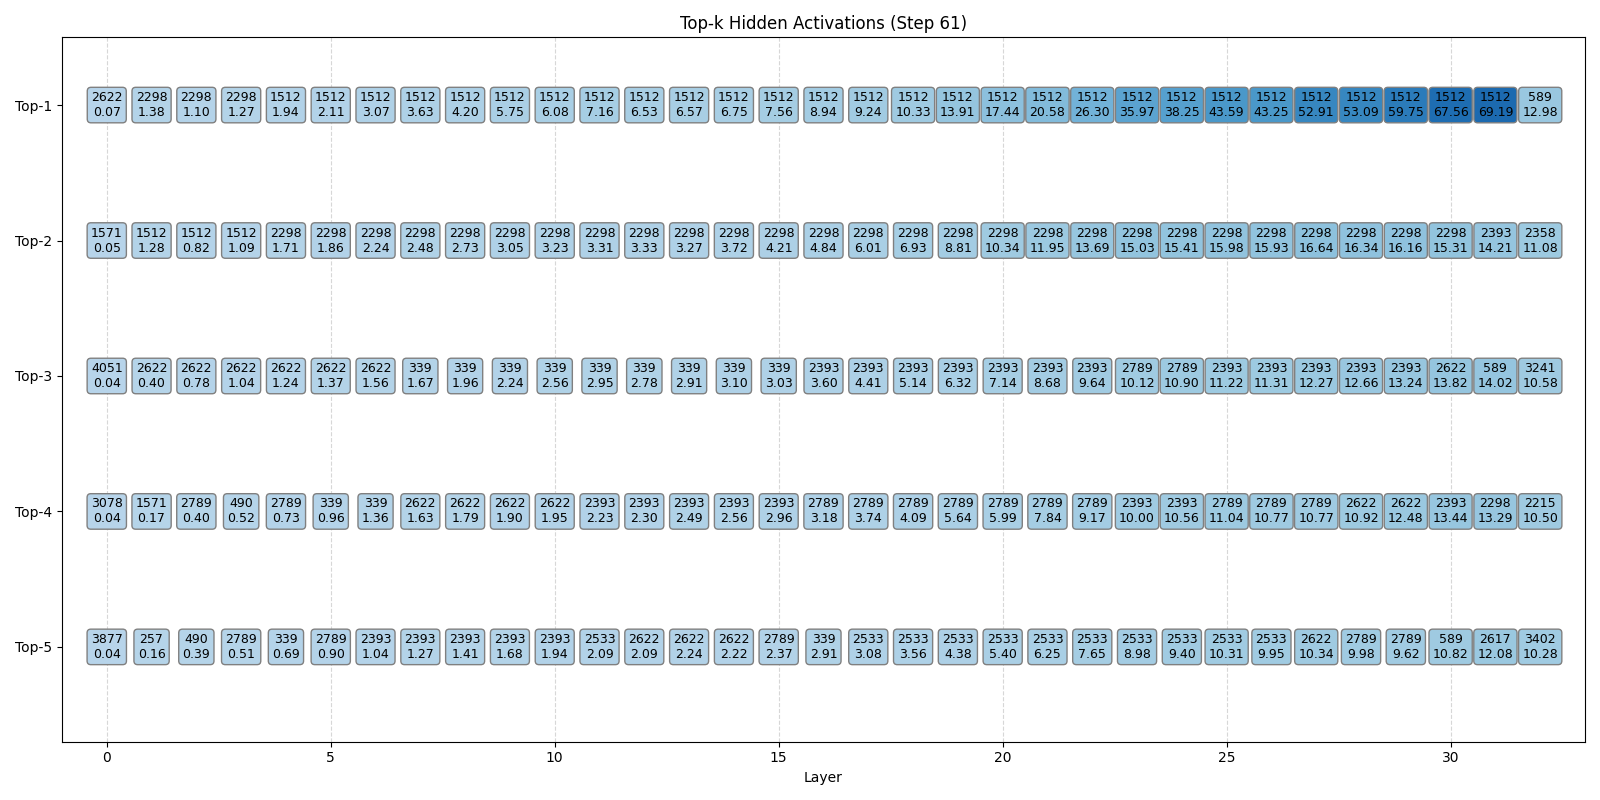 Top-k Hidden Activations (Step 61)
Top-1
2622 2298 2298 2298 1512 1512 1512 1512 1512 1512 1512 1512 1512 1512 1512 1512 1512 1512 1512 1512 1512 1512 1512 1512 1512 1512 1512 1512 1512 1512 1512 1512 589
0.07 1.38 1.10 1.27 1.94 2.11 3.07 3.63 4.20 5.75 6.08 7.16 6.53 6.57 6.75 7.56 8.94 9.24 10.33 13.91 17.44 20.58 26.30 35.97 38.25 43.59 43.25 52.91 53.09 59.75 67.56 69.19 12.98
Top-2
1571 1512 1512 1512 2298 2298 2298 2298 2298 2298 2298 2298 2298 2298 2298 2298 2298 2298 2298 2298 2298 2298 2298 2298 2298 2298 2298 2298 2298 2298 2298 2393 2358
0.05 1.28 0.82 1.09 1.71 1.86 2.24 2.48 2.73 3.05 3.23 3.31 3.33 3.27 3.72 4.21 4.84 6.01 6.93 8.81 10.34 11.95 13.69 15.03 15.41 15.98 15.93 16.64 16.34 16.16 15.31 14.21 11.08
Top-3
4051 2622 2622 2622 2622 2622 2622 339 339 339 339 339 339 339 339 339 2393 2393 2393 2393 2393 2393 2393 2789 2789 2393 2393 2393 2393 2393 2622 589 3241
0.04 0.40 0.78 1.04 1.24 1.37 1.56 1.67 1.96 2.24 2.56 2.95 2.78 2.91 3.10 3.03 3.60 4.41 5.14 6.32 7.14 8.68 9.64 10.12 10.90 11.22 11.31 12.27 12.66 13.24 13.82 14.02 10.58
Top-4
3078 1571 2789 490 2789 339 339 2622 2622 2622 2622 2393 2393 2393 2393 2393 2789 2789 2789 2789 2789 2789 2789 2393 2393 2789 2789 2789 2622 2622 2393 2298 2215
0.04 0.17 0.40 0.52 0.73 0.96 1.36 1.63 1.79 1.90 1.95 2.23 2.30 2.49 2.56 2.96 3.18 3.74 4.09 5.64 5.99 7.84 9.17 10.00 10.56 11.04 10.77 10.77 10.92 12.48 13.44 13.29 10.50
Top-5
3877 257 490 2789 339 2789 2393 2393 2393 2393 2393 2533 2622 2622 2622 2789 339 2533 2533 2533 2533 2533 2533 2533 2533 2533 2533 2622 2789 2789 589 2617 3402
0.04 0.16 0.39 0.51 0.69 0.90 1.04 1.27 1.41 1.68 1.94 2.09 2.09 2.24 2.22 2.37 2.91 3.08 3.56 4.38 5.40 6.25 7.65 8.98 9.40 10.31 9.95 10.34 9.98 9.62 10.82 12.08 10.28
0 5 10 15 20 25 30
Layer